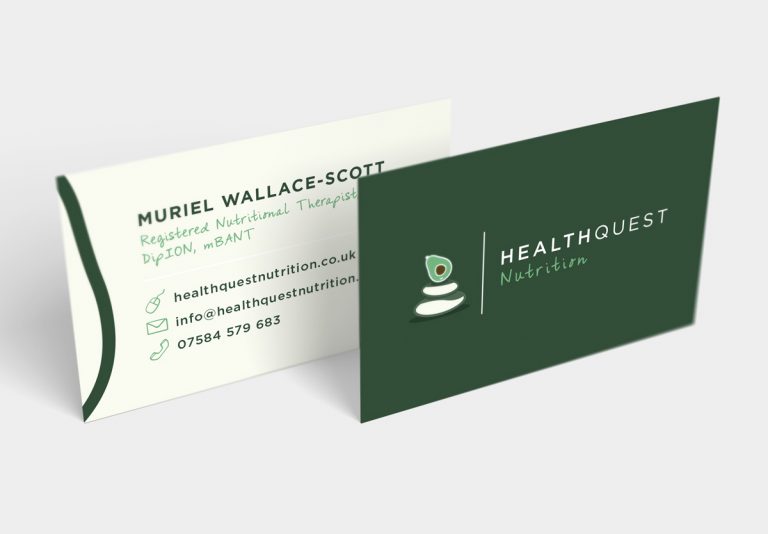 MURIEL WALLACE-SCOTT
Registered Nutritional Therapist,
DipION, mBANT
healthquestnutrition.co.uk
info@healthquestnutrition.
07584 579 683
HEALTHQUEST
Nutrition